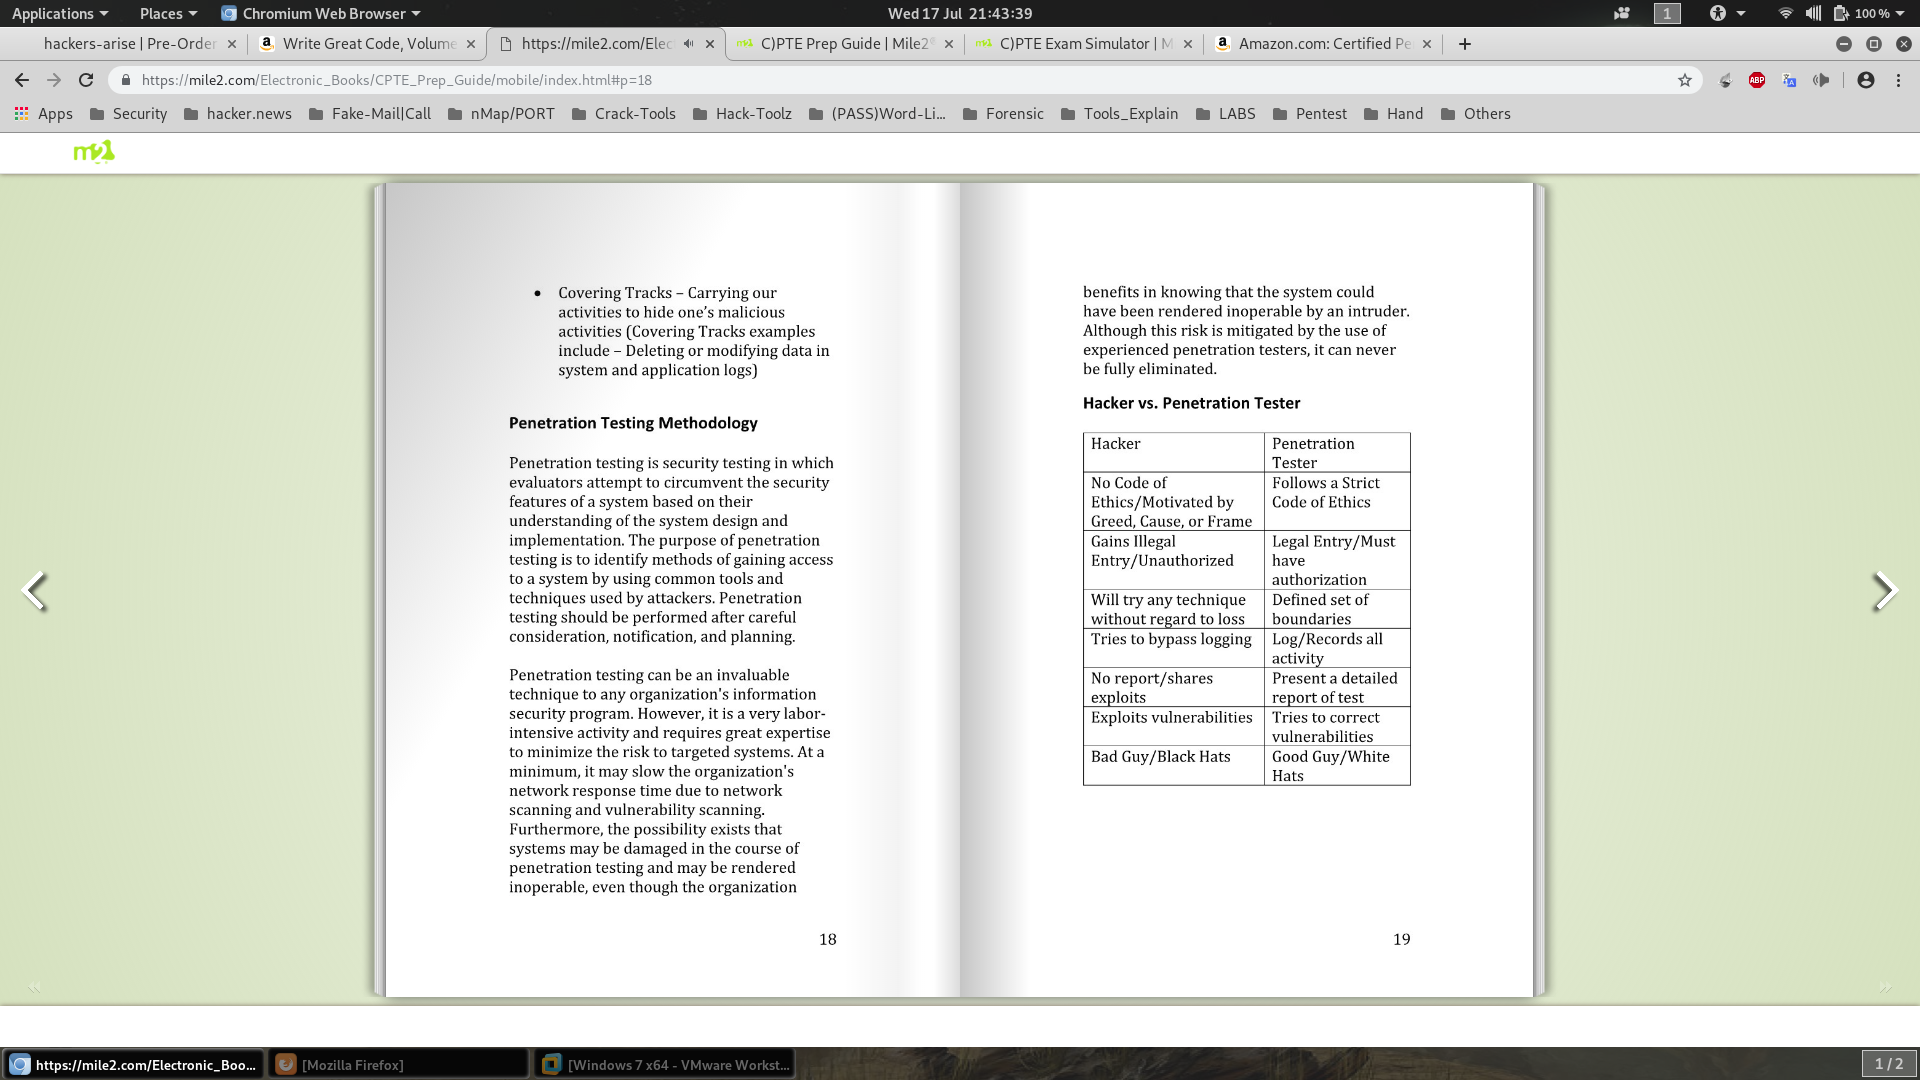 Applications Places Chromium Web Browser Wed 17 Jul 21:43:39 1 100 %
hackers-arise | Pre-Order Write Great Code, Volume https://mile2.com/Elec C)PTE Prep Guide | Mile2® C)PTE Exam Simulator | M Amazon.com: Certified Pe
https://mile2.com/Electronic_Books/CPTE_Prep_Guide/mobile/index.html#p=18 ABP
Apps Security hacker.news Fake-Mail|Call nMap/PORT Crack-Tools Hack-Toolz (PASS)Word-Li... Forensic Tools_Explain LABS Pentest Hand Others
m2
• Covering Tracks – Carrying our
activities to hide one’s malicious
activities (Covering Tracks examples
include – Deleting or modifying data in
system and application logs)
Penetration Testing Methodology
Penetration testing is security testing in which
evaluators attempt to circumvent the security
features of a system based on their
understanding of the system design and
implementation. The purpose of penetration
testing is to identify methods of gaining access
to a system by using common tools and
techniques used by attackers. Penetration
testing should be performed after careful
consideration, notification, and planning.
Penetration testing can be an invaluable
technique to any organization's information
security program. However, it is a very labor-
intensive activity and requires great expertise
to minimize the risk to targeted systems. At a
minimum, it may slow the organization's
network response time due to network
scanning and vulnerability scanning.
Furthermore, the possibility exists that
systems may be damaged in the course of
penetration testing and may be rendered
inoperable, even though the organization
18
benefits in knowing that the system could
have been rendered inoperable by an intruder.
Although this risk is mitigated by the use of
experienced penetration testers, it can never
be fully eliminated.
Hacker vs. Penetration Tester
Hacker Penetration
Tester
No Code of Follows a Strict
Ethics/Motivated by Code of Ethics
Greed, Cause, or Frame
Gains Illegal Legal Entry/Must
Entry/Unauthorized have
authorization
Will try any technique Defined set of
without regard to loss boundaries
Tries to bypass logging Log/Records all
activity
No report/shares Present a detailed
exploits report of test
Exploits vulnerabilities Tries to correct
vulnerabilities
Bad Guy/Black Hats Good Guy/White
Hats
19
https://mile2.com/Electronic_Boo... [Mozilla Firefox] [Windows 7 x64 - VMware Workst... 1 / 2